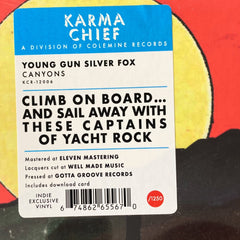 KARMA
CHIEF
A DIVISION OF COLEMINE RECORDS
YOUNG GUN SILVER FOX
CANYONS
KCR-12006
CLIMB ON BOARD...
AND SAIL AWAY WITH
THESE CAPTAINS
OF YACHT ROCK
Mastered at ELEVEN MASTERING
Lacquers cut at WELL MADE MUSIC
Pressed at GOTTA GROOVE RECORDS
Includes download card
INDIE
EXCLUSIVE
VINYL
6 74862 65567 0
/1250